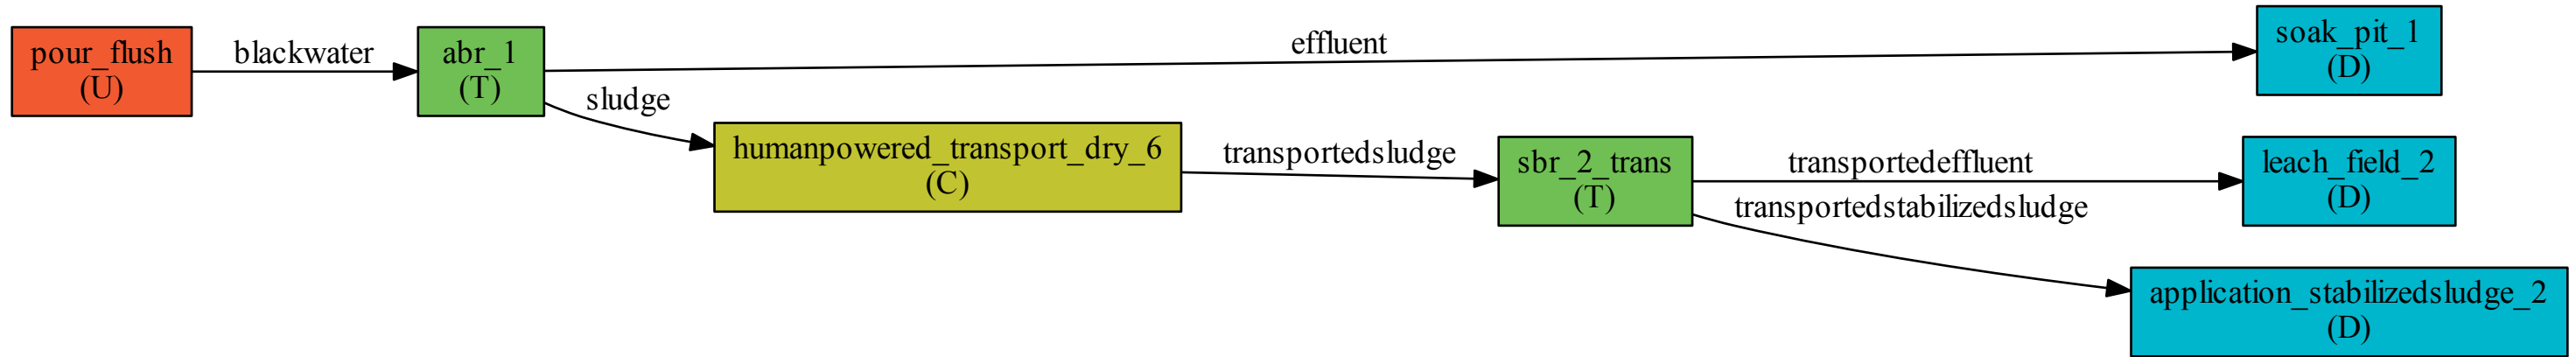 pour_flush
(U)
blackwater
abr_1
(T)
effluent
soak_pit_1
(D)
sludge
humanpowered_transport_dry_6
(C)
transportedsludge
sbr_2_trans
(T)
transportedeffluent
leach_field_2
(D)
transportedstabilizedsludge
application_stabilizedsludge_2
(D)